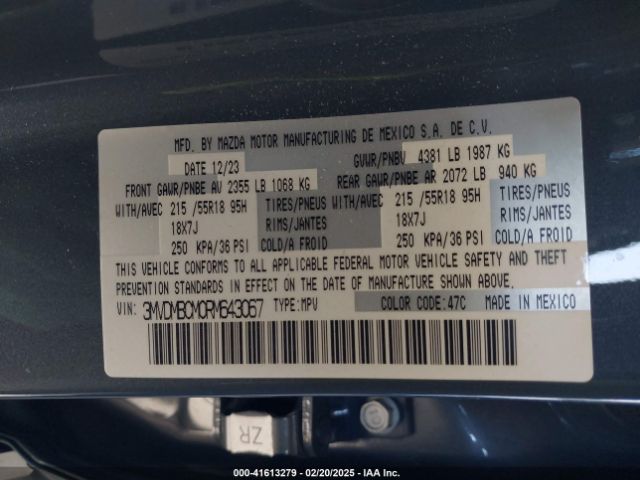 MFD. BY MAZDA MOTOR MANUFACTURING DE MEXICO S.A. DE C.V.
DATE 12/23 GVWR/PNBV 4381 LB 1987 KG
FRONT GAWR/PNBE AV 2355 LB 1068 KG REAR GAWR/PNBE AR 2072 LB 940 KG
WITH/AVEC 215 /55R18 95H TIRES/PNEUS WITH/AVEC 215 /55R18 95H TIRES/PNEUS
18X7J RIMS/JANTES 18X7J RIMS/JANTES
250 KPA/36 PSI COLD/A FROID 250 KPA/36 PSI COLD/A FROID
THIS VEHICLE CONFORMS TO ALL APPLICABLE FEDERAL MOTOR VEHICLE SAFETY AND THEFT
PREVENTION STANDARDS IN EFFECT ON THE DATE OF MANUFACTURE SHOWN ABOVE.
VIN: 3MVDMBCM0RM643067 TYPE:MPV COLOR CODE:47C MADE IN MEXICO
ZR
000-41613279 - 02/20/2025 - IAA Inc.